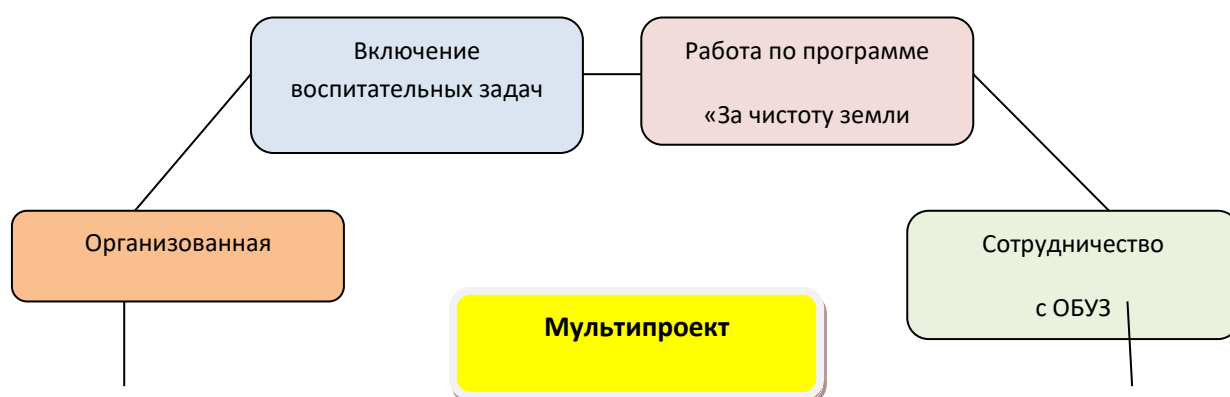 Включение
воспитательных задач
Работа по программе
«За чистоту земли
Организованная
Сотрудничество
с ОБУЗ
Мультипроект